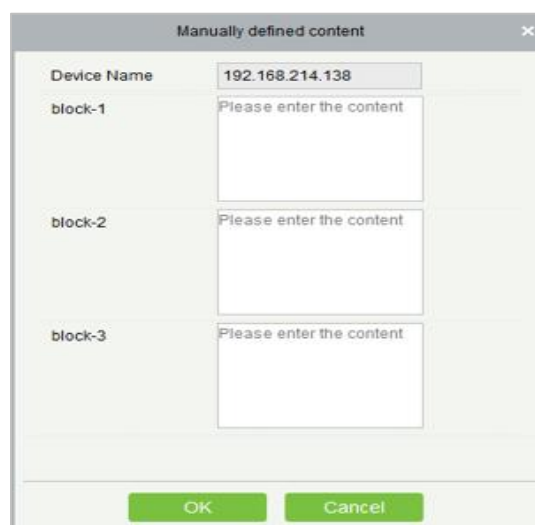 Manually defined content ×
Device Name 192.168.214.138
block-1 Please enter the content
block-2 Please enter the content
block-3 Please enter the content
OK Cancel